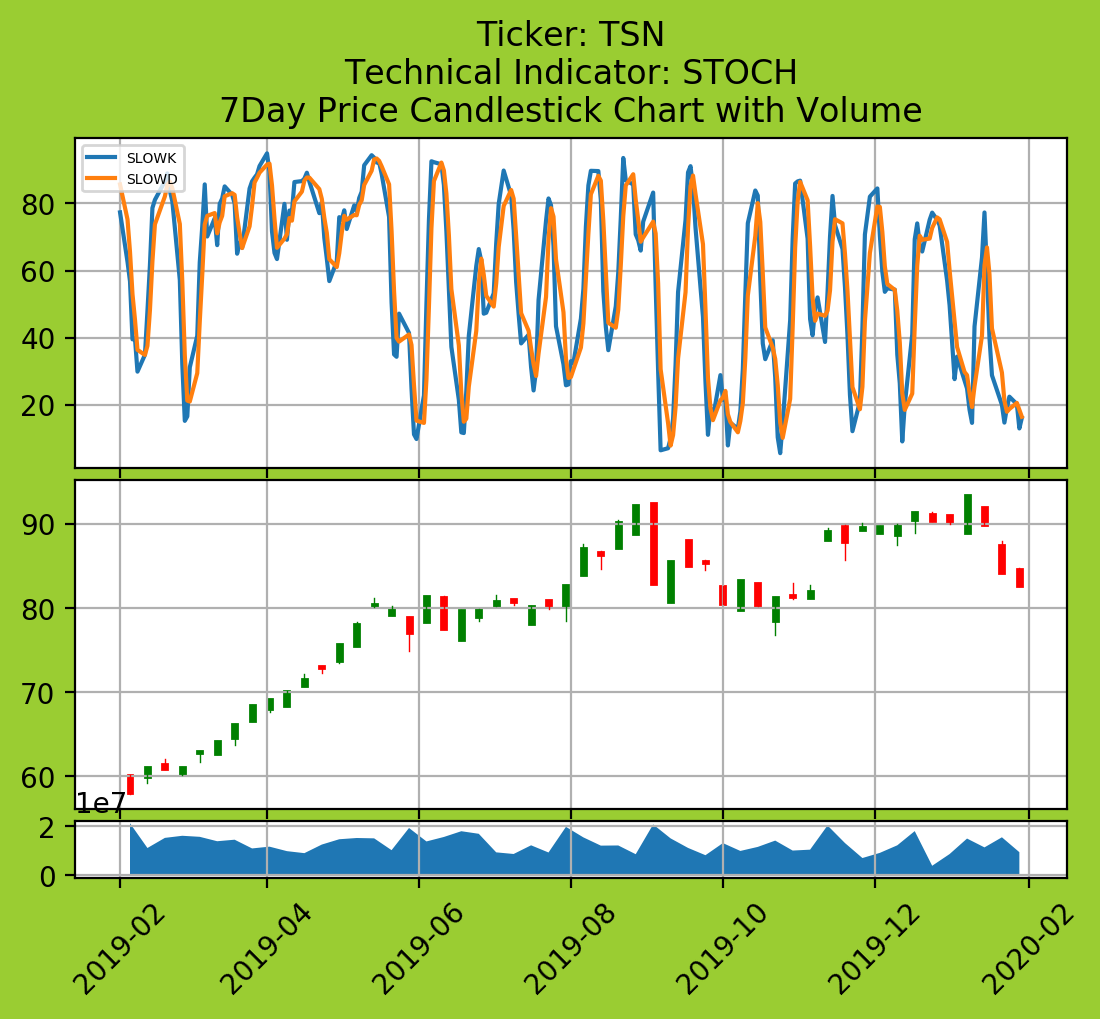 Ticker: TSN
Technical Indicator: STOCH
7Day Price Candlestick Chart with Volume
SLOWK
SLOWD
80
60
40
20
90
80
70
60
1e7
2
0
2019-02
2019-04
2019-06
2019-08
2019-10
2019-12
2020-02